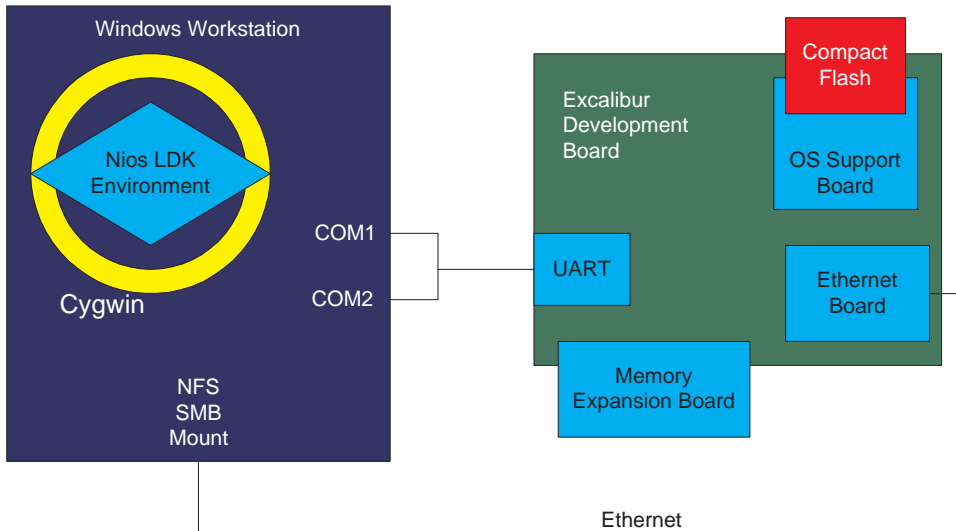 Windows Workstation
Nios LDK
Environment
Cygwin
COM1
COM2
NFS
SMB
Mount
Excalibur
Development
Board
Compact
Flash
OS Support
Board
UART
Ethernet
Board
Memory
Expansion Board
Ethernet